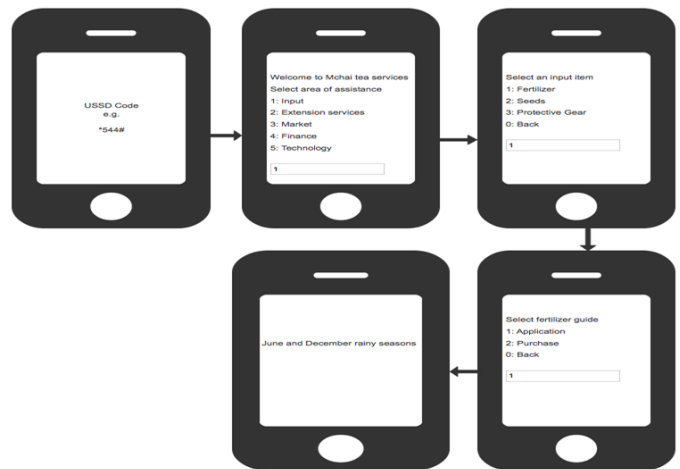 USSD Code
e.g.
*544#
Welcome to Mchai tea services
Select area of assistance
1: Input
2: Extension services
3: Market
4: Finance
5: Technology
1
Select an input item
1: Fertilizer
2: Seeds
3: Protective Gear
0: Back
1
Select fertilizer guide
1: Application
2: Purchase
0: Back
1
June and December rainy seasons